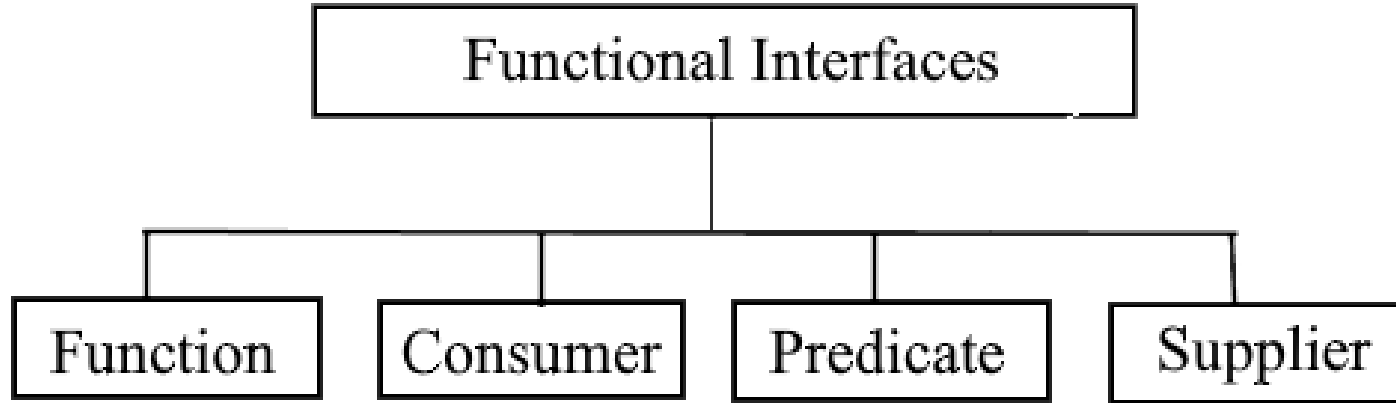 Functional Interfaces
Function
Consumer
Predicate
Supplier